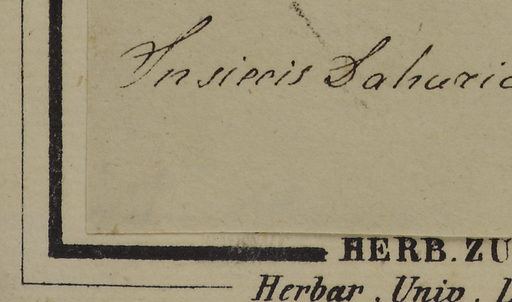 In siccis Dahuric
HERB. ZU
Herbar. Univ.